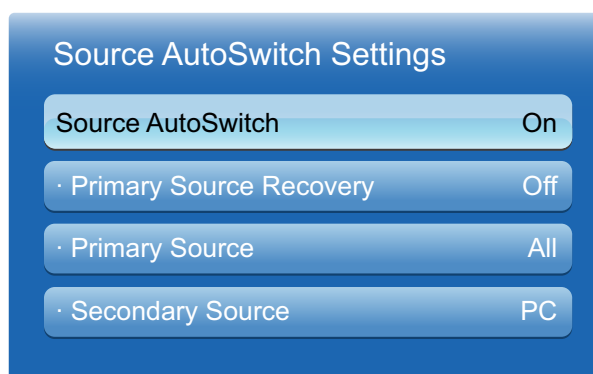 Source AutoSwitch Settings
Source AutoSwitch On
· Primary Source Recovery Off
· Primary Source All
· Secondary Source PC